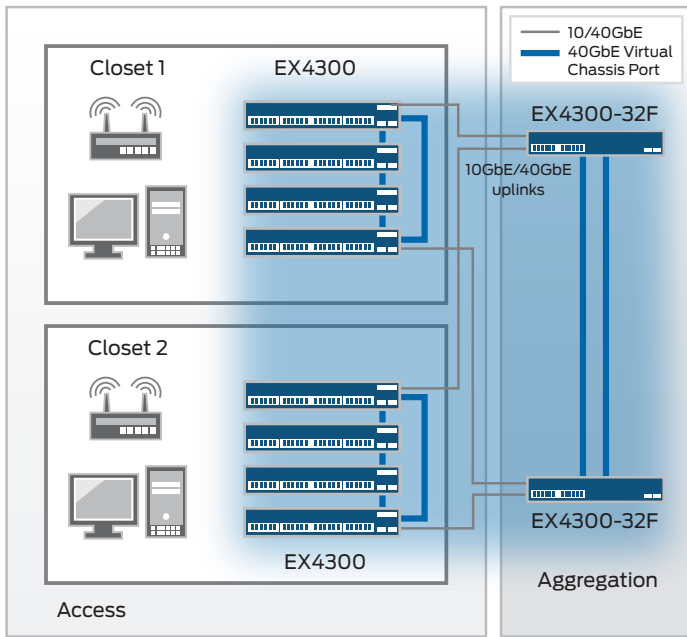 10/40GbE
40GbE Virtual
Chassis Port
Closet 1
EX4300
EX4300-32F
10GbE/40GbE
uplinks
Closet 2
EX4300
EX4300-32F
Aggregation
Access